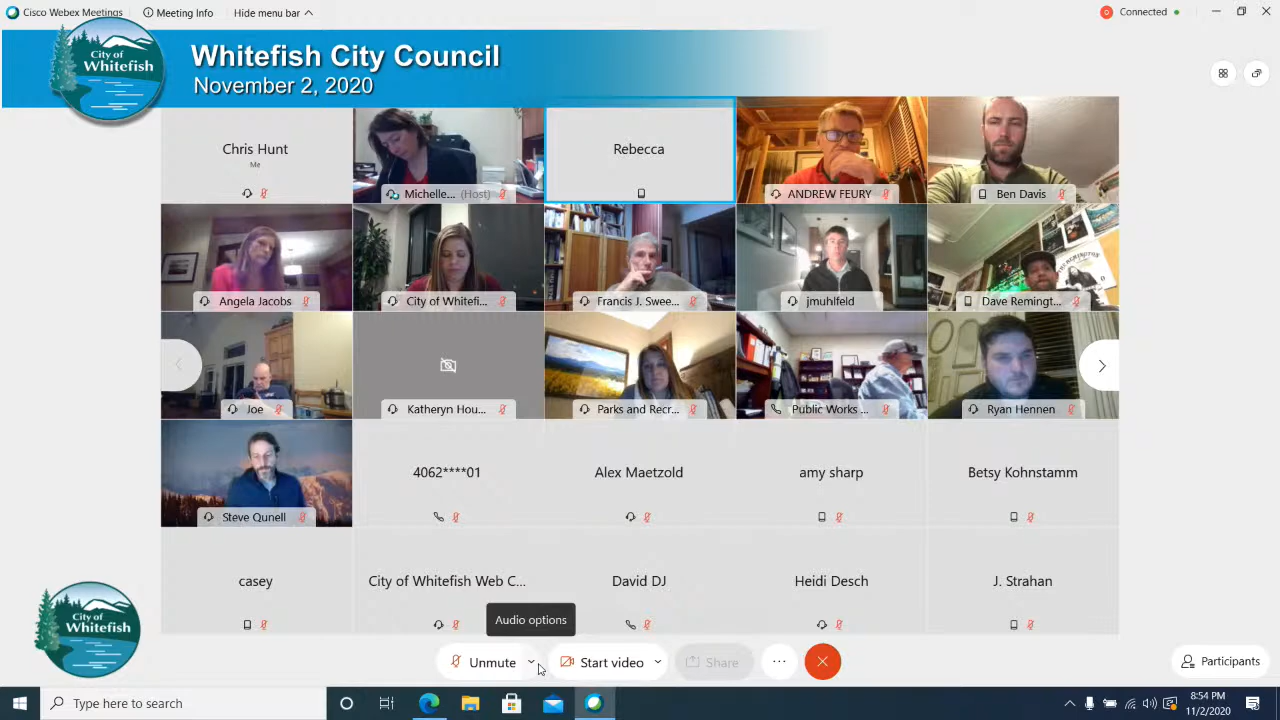 Cisco Webex Meetings
Meeting Info
Hide menu bar
Connected
City of
Whitefish
Whitefish City Council
November 2, 2020
Chris Hunt
Me
Michelle... (Host)
Rebecca
ANDREW FEURY
Ben Davis
Angela Jacobs
City of Whitefi...
Francis J. Swee...
jmuhlfeld
Dave Remingt...
REMINGTON
Joe
Katheryn Hou...
Parks and Recr...
Public Works ...
Ryan Hennen
Steve Qunell
4062****01
Alex Maetzold
amy sharp
Betsy Kohnstamm
casey
City of Whitefish Web C...
David DJ
Heidi Desch
J. Strahan
City of
Whitefish
Audio options
Unmute
Start video
Share
Participants
Type here to search
8:54 PM
11/2/2020